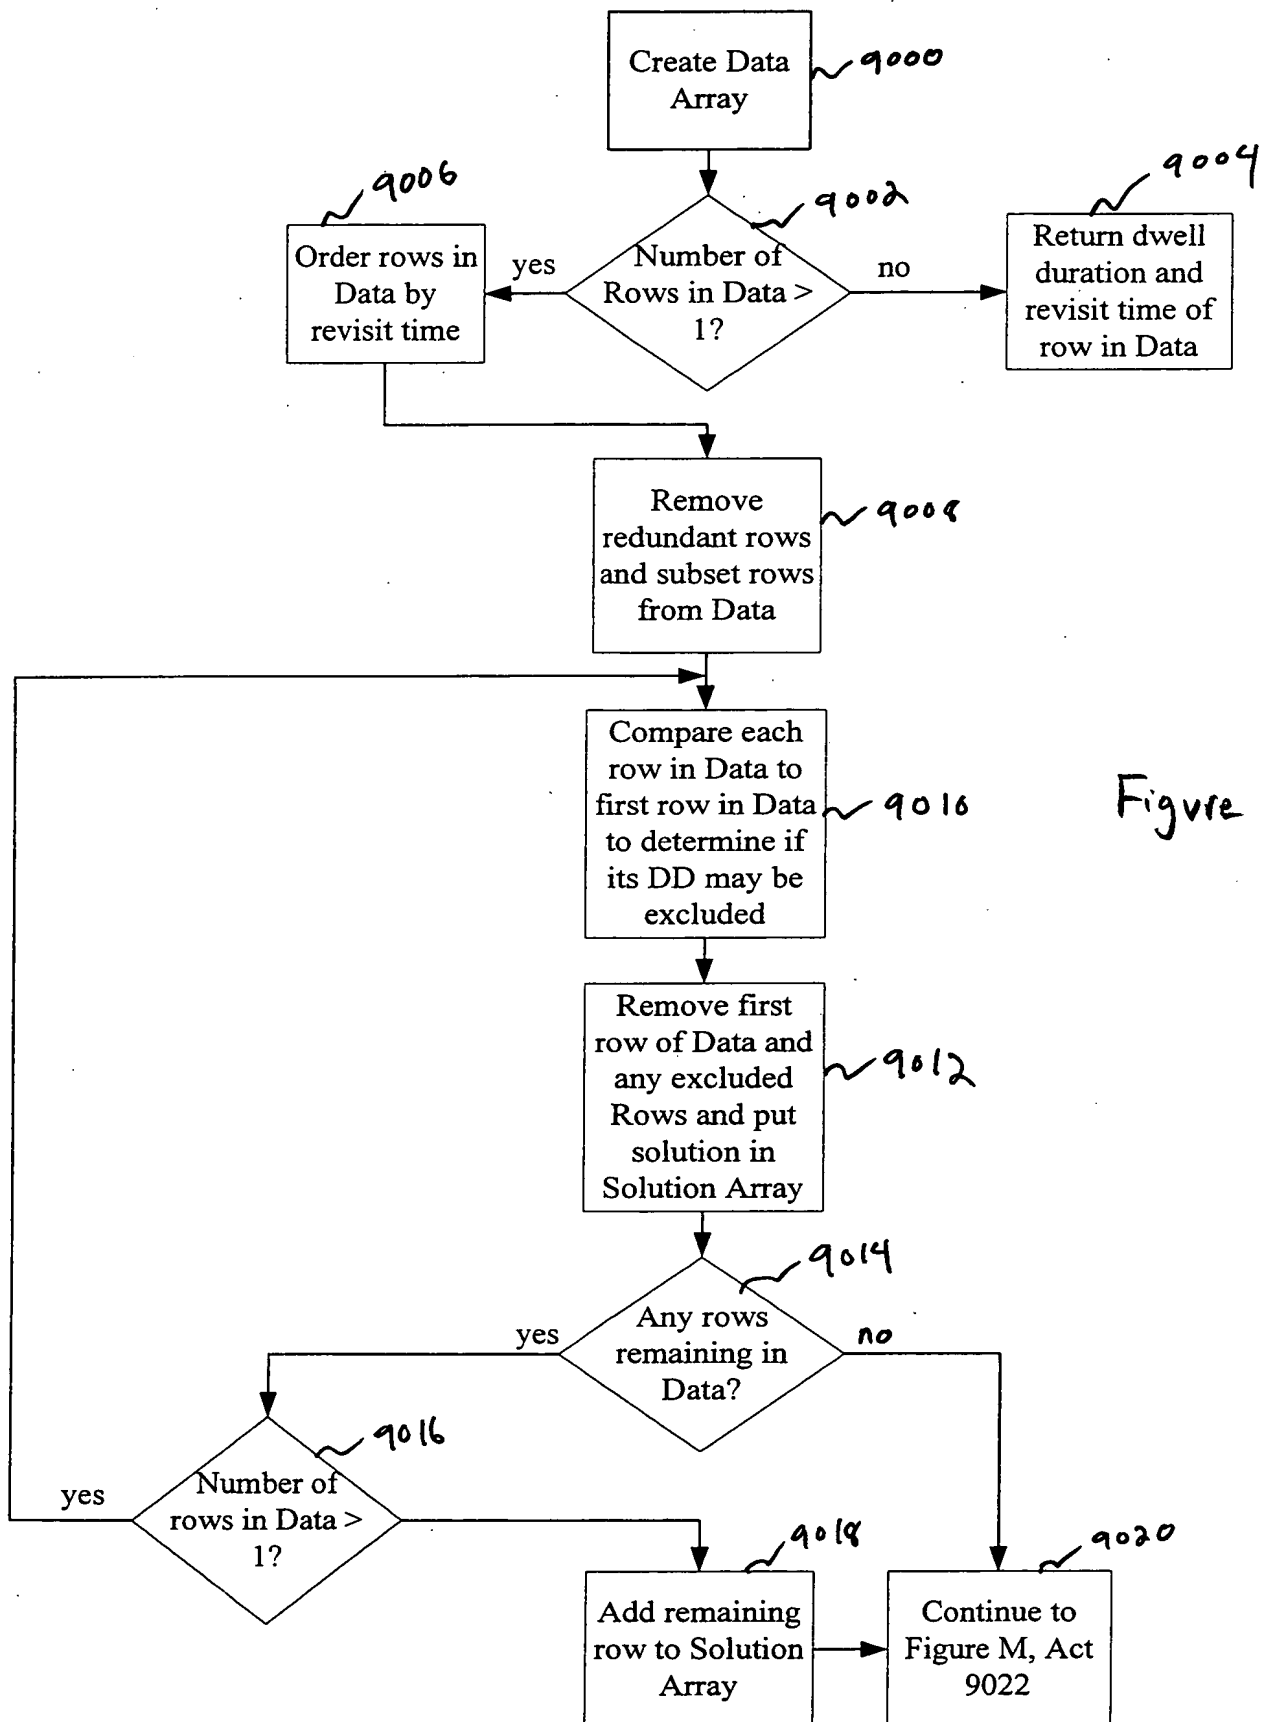 Create Data
Array
9000
9006
9002
9004
Order rows in
Data by
revisit time
yes
Number of
Rows in Data >
1?
no
Return dwell
duration and
revisit time of
row in Data
Remove
redundant rows
and subset rows
from Data
9008
Compare each
row in Data to
first row in Data
to determine if
its DD may be
excluded
9010
Figure
Remove first
row of Data and
any excluded
Rows and put
solution in
Solution Array
9012
9014
yes
Any rows
remaining in
Data?
no
9016
yes
Number of
rows in Data >
1?
9018
9020
Add remaining
row to Solution
Array
Continue to
Figure M, Act
9022